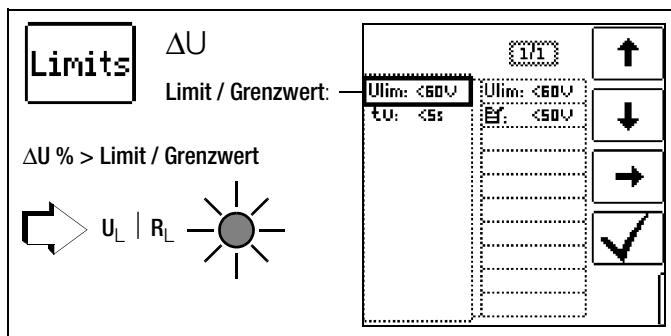 Limits
ΔU
Limit / Grenzwert:
ΔU % > Limit / Grenzwert
UL | RL
1/1
Ulim: <60V
tU: <5s
Ulim: <60V
: <50V